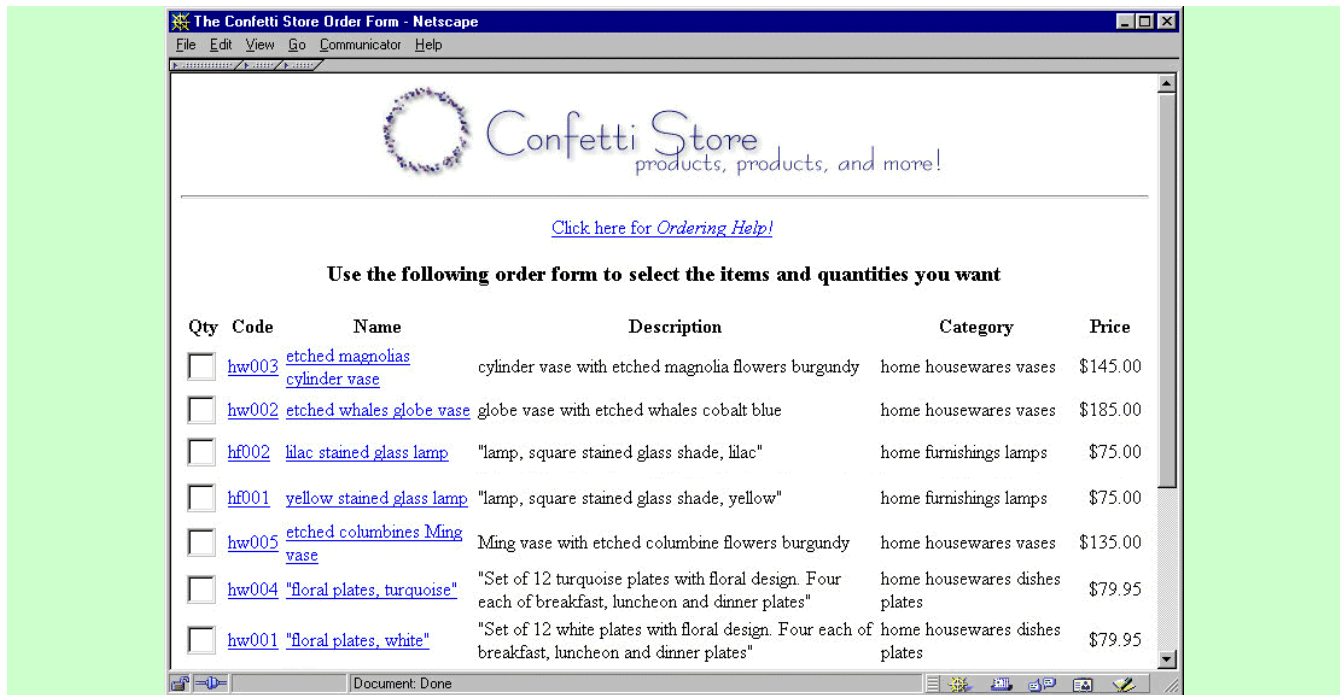 The Confetti Store Order Form - Netscape
File Edit View Go Communicator Help
Confetti Store
products, products, and more!
Click here for Ordering Help!
Use the following order form to select the items and quantities you want
Qty Code Name Description Category Price
hw003 etched magnolias cylinder vase cylinder vase with etched magnolia flowers burgundy home housewares vases $145.00
hw002 etched whales globe vase globe vase with etched whales cobalt blue home housewares vases $185.00
hf002 lilac stained glass lamp "lamp, square stained glass shade, lilac" home furnishings lamps $75.00
hf001 yellow stained glass lamp "lamp, square stained glass shade, yellow" home furnishings lamps $75.00
hw005 etched columbines Ming vase Ming vase with etched columbine flowers burgundy home housewares vases $135.00
hw004 "floral plates, turquoise" "Set of 12 turquoise plates with floral design. Four each of breakfast, luncheon and dinner plates" home housewares dishes plates $79.95
hw001 "floral plates, white" "Set of 12 white plates with floral design. Four each of breakfast, luncheon and dinner plates" home housewares dishes plates $79.95
Document: Done